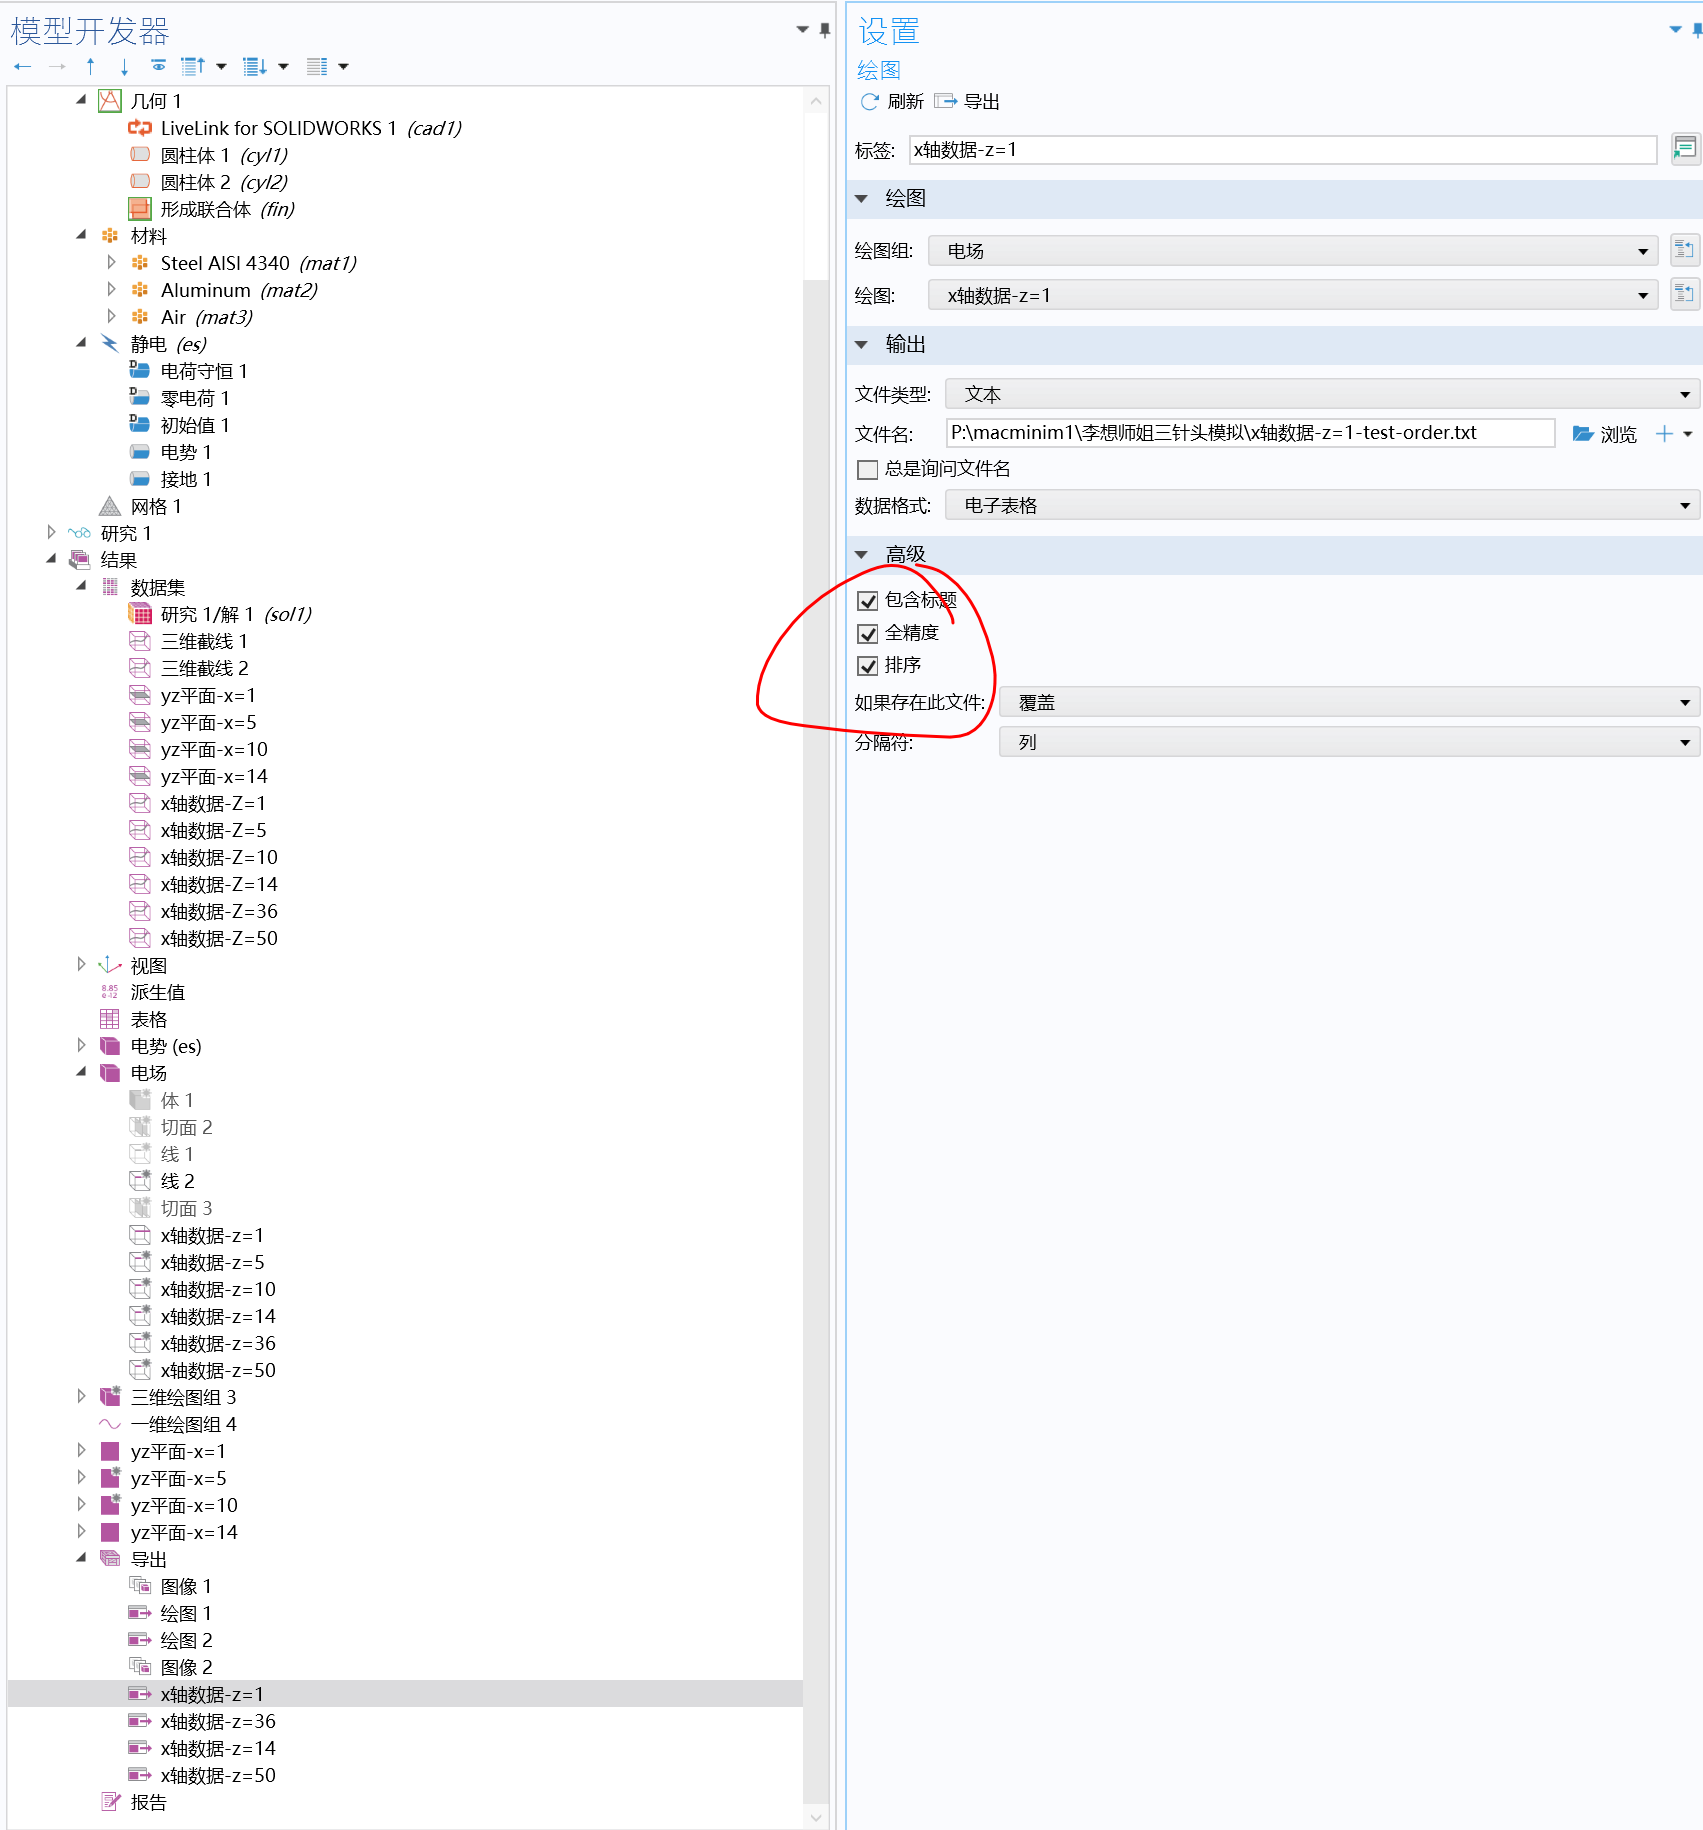 模型开发器
几何 1
LiveLink for SOLIDWORKS 1 (cad1)
圆柱体 1 (cyl1)
圆柱体 2 (cyl2)
形成联合体 (fin)
材料
Steel AISI 4340 (mat1)
Aluminum (mat2)
Air (mat3)
静电 (es)
电荷守恒 1
零电荷 1
初始值 1
电势 1
接地 1
网格 1
研究 1
结果
数据集
研究 1/解 1 (sol1)
三维截线 1
三维截线 2
yz平面-x=1
yz平面-x=5
yz平面-x=10
yz平面-x=14
x轴数据-Z=1
x轴数据-Z=5
x轴数据-Z=10
x轴数据-Z=14
x轴数据-Z=36
x轴数据-Z=50
视图
8.85
e-12
派生值
表格
电势 (es)
电场
体 1
切面 2
线 1
线 2
切面 3
x轴数据-z=1
x轴数据-z=5
x轴数据-z=10
x轴数据-z=14
x轴数据-z=36
x轴数据-z=50
三维绘图组 3
一维绘图组 4
yz平面-x=1
yz平面-x=5
yz平面-x=10
yz平面-x=14
导出
图像 1
绘图 1
绘图 2
图像 2
x轴数据-z=1
x轴数据-z=36
x轴数据-z=14
x轴数据-z=50
报告
设置
绘图
刷新 导出
标签: x轴数据-z=1
绘图
绘图组: 电场
绘图: x轴数据-z=1
输出
文件类型: 文本
文件名: P:\macminim1\李想师姐三针头模拟\x轴数据-z=1-test-order.txt 浏览
总是询问文件名
数据格式: 电子表格
高级
包含标题
全精度
排序
如果存在此文件: 覆盖
分隔符: 列